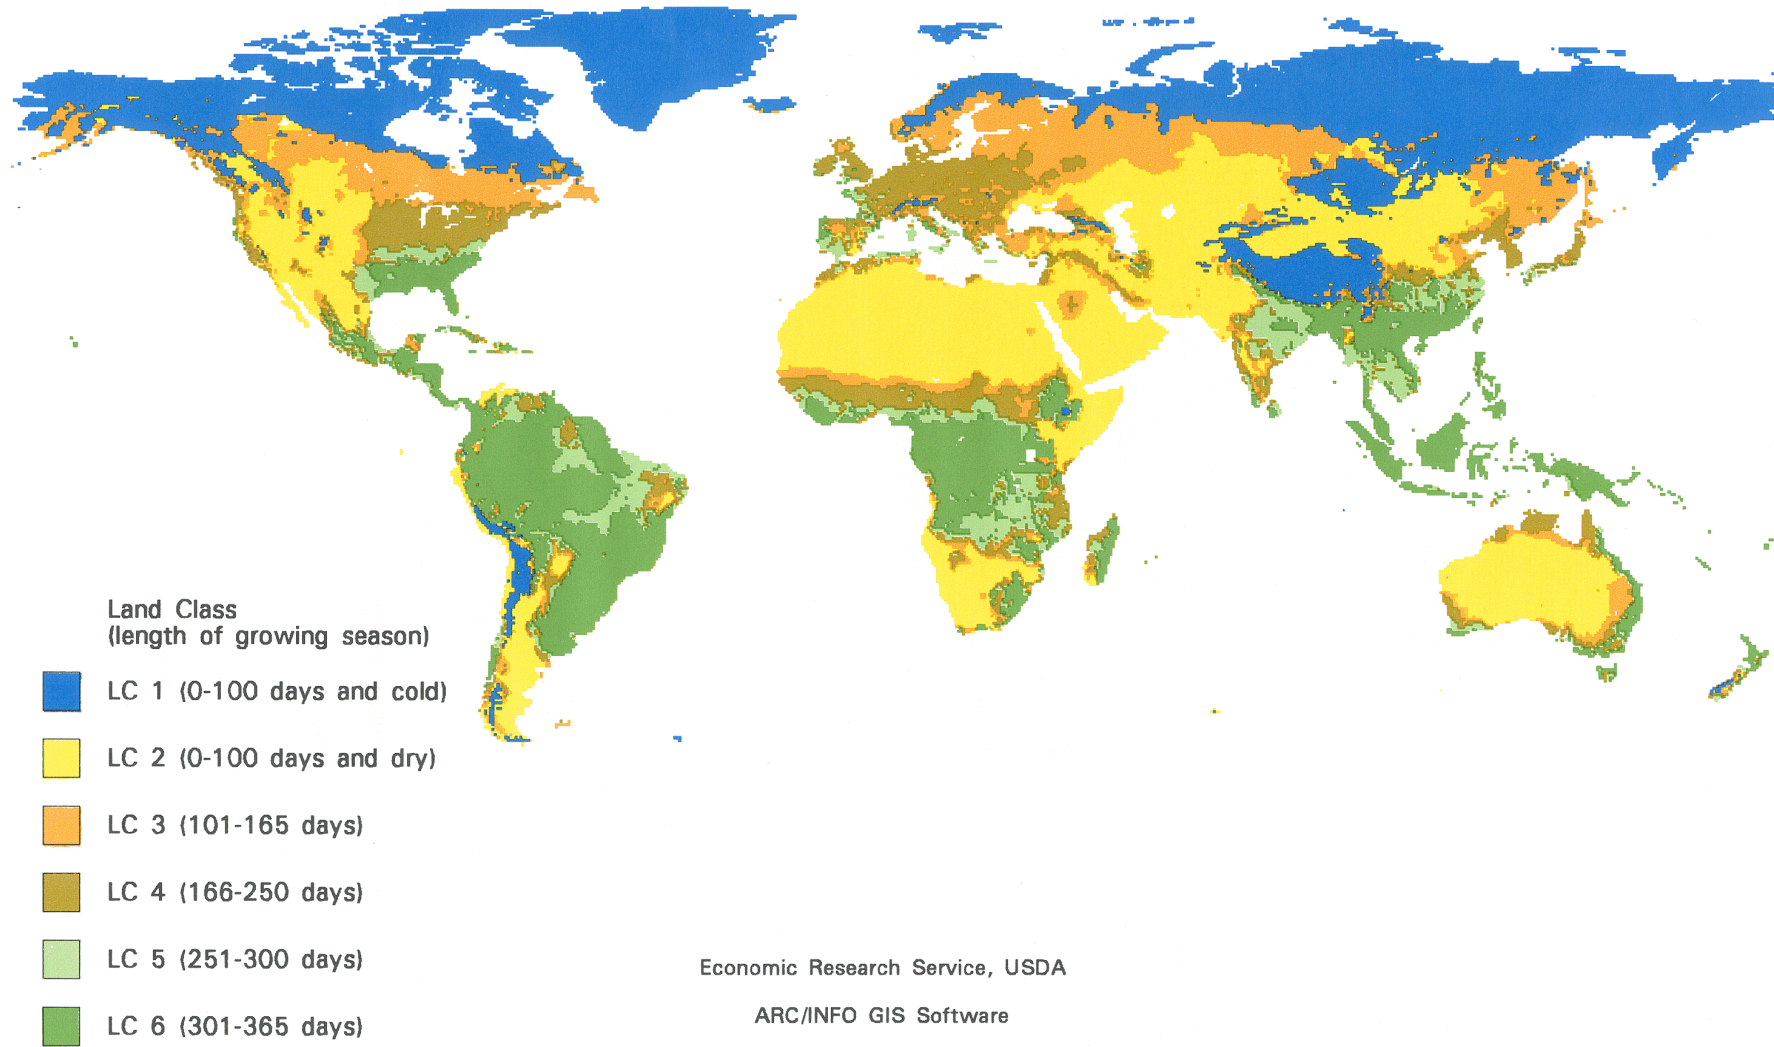 Land Class
(length of growing season)
LC 1 (0-100 days and cold)
LC 2 (0-100 days and dry)
LC 3 (101-165 days)
LC 4 (166-250 days)
LC 5 (251-300 days)
LC 6 (301-365 days)
Economic Research Service, USDA
ARC/INFO GIS Software